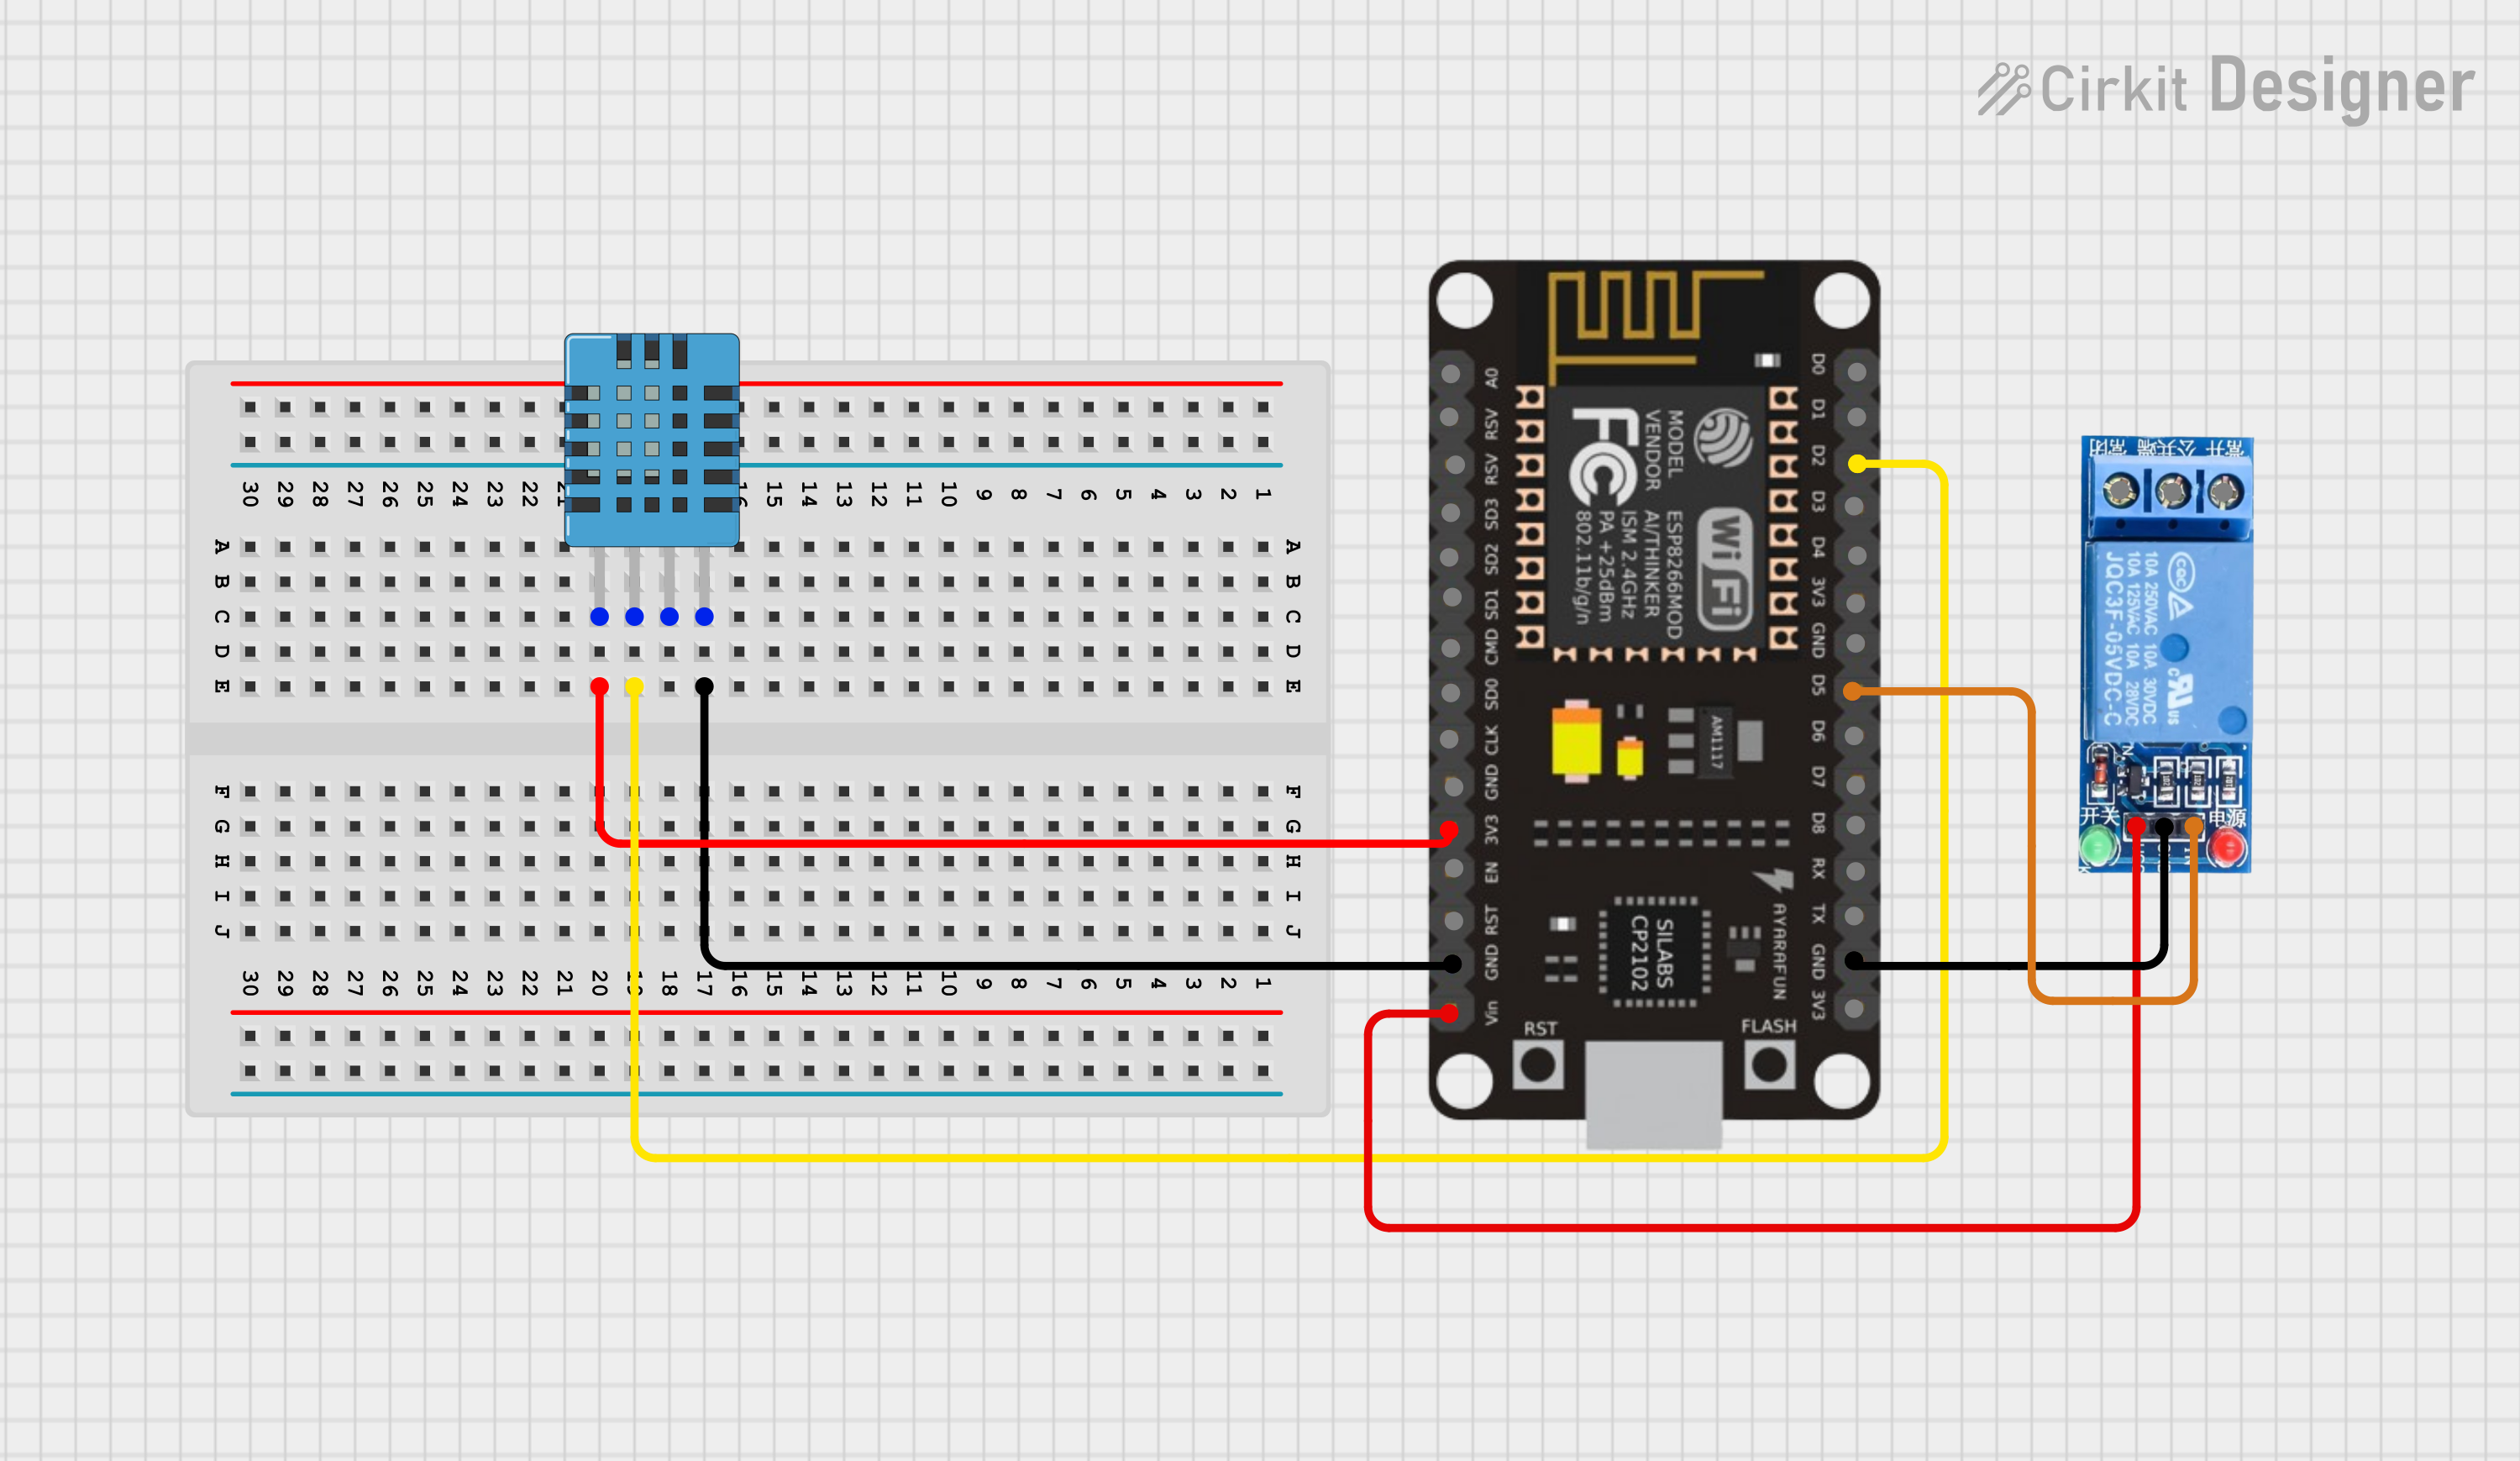 Cirkit Designer
30 29 28 27 26 25 24 23 22 15 14 13 12 11 10 9 8 7 6 5 4 3 2 1
A A
B B
C C
D D
E E
F F
G G
H H
I I
J J
30 29 28 27 26 25 24 23 22 21 20 19 18 17 16 15 14 13 12 11 10 9 8 7 6 5 4 3 2 1
A0
RSV
RSV
SD3
SD2
SD1
CMD
SD0
CLK
GND
3V3
EN
RST
GND
Vin
D0
D1
D2
D3
D4
3V3
GND
D5
D6
D7
D8
RX
TX
GND
3V3
FC
MODEL
VENDOR
ESP8266MOD
AI/THINKER
ISM 2.4GHz
PA +25dBm
802.11b/g/n
WiFi
AM1117
SILABS
CP2102
AYARAFUN
RST
FLASH
常闭 公共端 常开
CQC
10A 250VAC 10A 30VDC
10A 125VAC 10A 28VDC
JQC3F-05VDC-C
c US
开关
电源